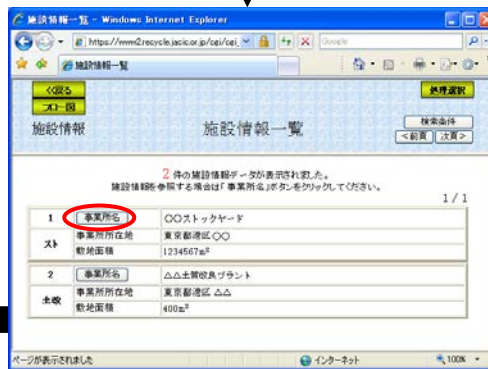 施設情報一覧 - Windows Internet Explorer
https://www2.recycle.jacic.or.jp/cgi/cgi_
Google
施設情報一覧
<<戻る
フロー図
処理選択
施設情報
施設情報一覧
検索条件
<前頁 次頁>
2 件の施設情報データが表示されました。
施設情報を参照する場合は「事業所名」ボタンをクリックしてください。
1/1
1 事業所名 〇〇ストックヤード
スト 事業所所在地 東京都港区〇〇
敷地面積 1234567m²
2 事業所名 △△土質改良プラント
土改 事業所所在地 東京都港区 △△
敷地面積 400m²
ページが表示されました
インターネット
100%